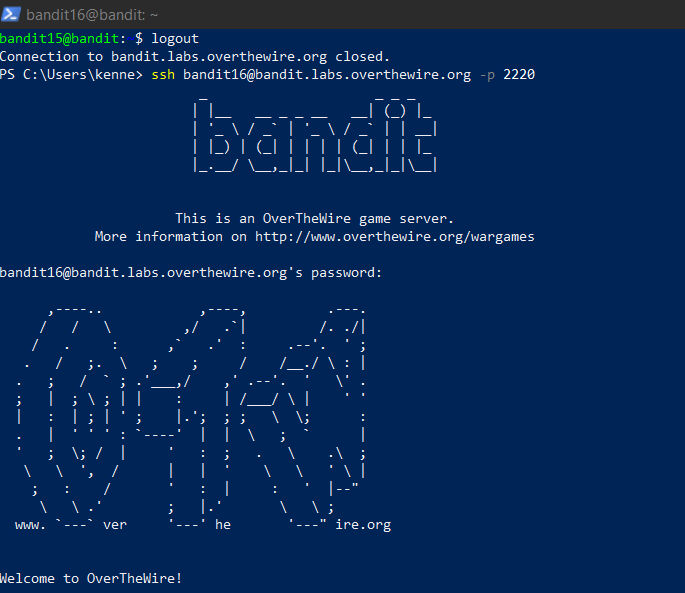 bandit16@bandit: ~
bandit15@bandit:~$ logout
Connection to bandit.labs.overthewire.org closed.
PS C:\Users\kenne> ssh bandit16@bandit.labs.overthewire.org -p 2220
bandit
This is an OverTheWire game server.
More information on http://www.overthewire.org/wargames
bandit16@bandit.labs.overthewire.org's password:
www. ver he ire.org
Welcome to OverTheWire!